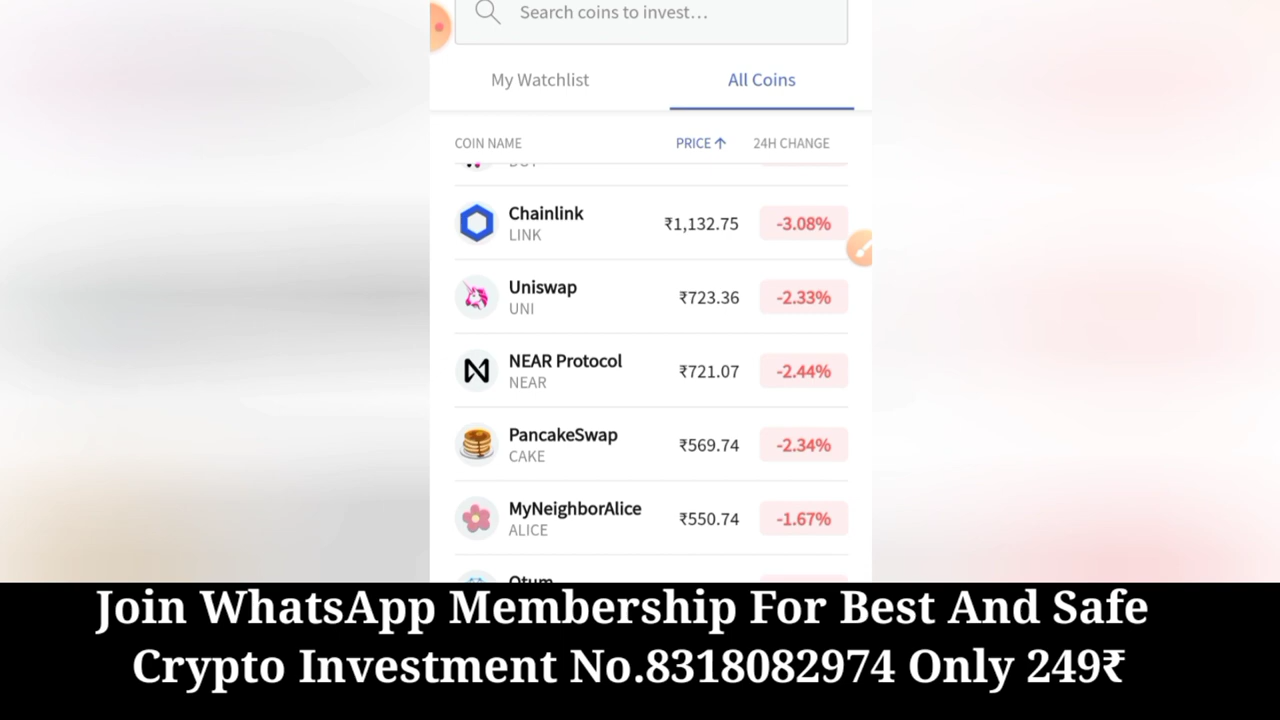 Search coins to invest...
My Watchlist All Coins
COIN NAME PRICE ↑ 24H CHANGE
Chainlink ₹1,132.75 -3.08%
LINK
Uniswap ₹723.36 -2.33%
UNI
NEAR Protocol ₹721.07 -2.44%
NEAR
PancakeSwap ₹569.74 -2.34%
CAKE
MyNeighborAlice ₹550.74 -1.67%
ALICE
Join WhatsApp Membership For Best And Safe
Crypto Investment No.8318082974 Only 249₹